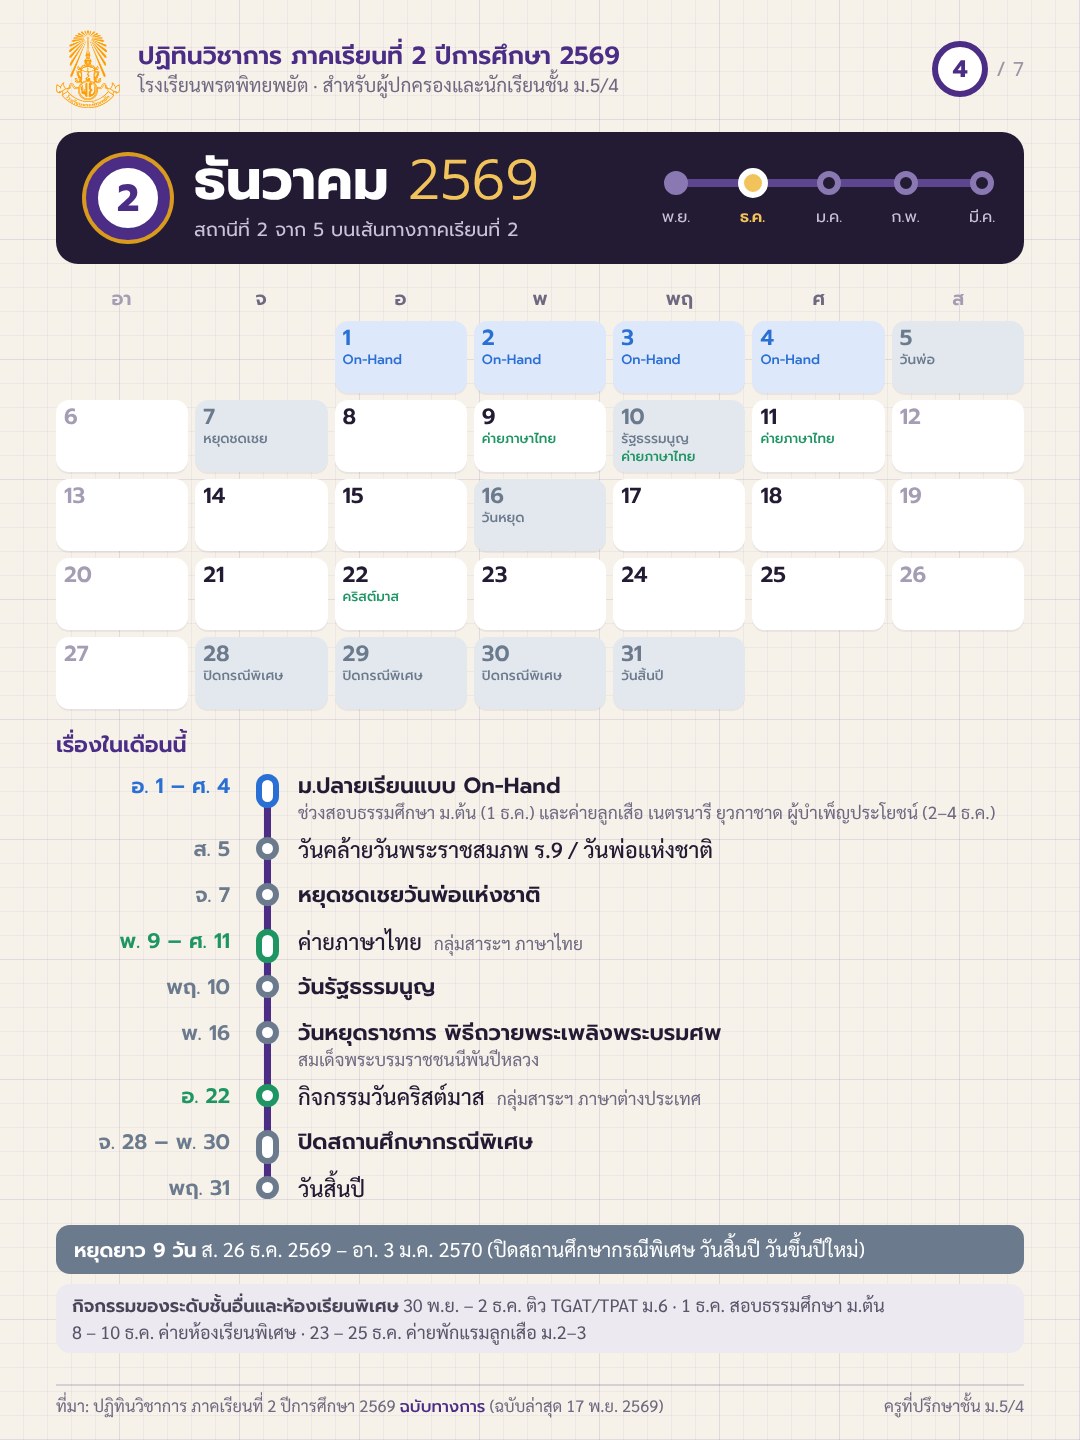 ปฏิทินวิชาการ ภาคเรียนที่ 2 ปีการศึกษา 2569
โรงเรียนพรตพิทยพยัต · สำหรับผู้ปกครองและนักเรียนชั้น ม.5/4
4 / 7
2
ธันวาคม 2569
สถานีที่ 2 จาก 5 บนเส้นทางภาคเรียนที่ 2
พ.ย. ธ.ค. ม.ค. ก.พ. มี.ค.
อา จ อ พ พฤ ศ ส
1 2 3 4 5
On-Hand On-Hand On-Hand On-Hand วันพ่อ
6 7 8 9 10 11 12
หยุดชดเชย ค่ายภาษาไทย รัฐธรรมนูญ ค่ายภาษาไทย
ค่ายภาษาไทย
13 14 15 16 17 18 19
วันหยุด
20 21 22 23 24 25 26
คริสต์มาส
27 28 29 30 31
ปิดกรณีพิเศษ ปิดกรณีพิเศษ ปิดกรณีพิเศษ วันสิ้นปี
เรื่องในเดือนนี้
อ. 1 – ศ. 4 ม.ปลายเรียนแบบ On-Hand
ช่วงสอบธรรมศึกษา ม.ต้น (1 ธ.ค.) และค่ายลูกเสือ เนตรนารี ยุวกาชาด ผู้บำเพ็ญประโยชน์ (2–4 ธ.ค.)
ส. 5 วันคล้ายวันพระราชสมภพ ร.9 / วันพ่อแห่งชาติ
จ. 7 หยุดชดเชยวันพ่อแห่งชาติ
พ. 9 – ศ. 11 ค่ายภาษาไทย กลุ่มสาระฯ ภาษาไทย
พฤ. 10 วันรัฐธรรมนูญ
พ. 16 วันหยุดราชการ พิธีถวายพระเพลิงพระบรมศพ
สมเด็จพระบรมราชชนนีพันปีหลวง
อ. 22 กิจกรรมวันคริสต์มาส กลุ่มสาระฯ ภาษาต่างประเทศ
จ. 28 – พ. 30 ปิดสถานศึกษากรณีพิเศษ
พฤ. 31 วันสิ้นปี
หยุดยาว 9 วัน ส. 26 ธ.ค. 2569 – อา. 3 ม.ค. 2570 (ปิดสถานศึกษากรณีพิเศษ วันสิ้นปี วันขึ้นปีใหม่)
กิจกรรมของระดับชั้นอื่นและห้องเรียนพิเศษ 30 พ.ย. – 2 ธ.ค. ติว TGAT/TPAT ม.6 · 1 ธ.ค. สอบธรรมศึกษา ม.ต้น
8 – 10 ธ.ค. ค่ายห้องเรียนพิเศษ · 23 – 25 ธ.ค. ค่ายพักแรมลูกเสือ ม.2–3
ที่มา: ปฏิทินวิชาการ ภาคเรียนที่ 2 ปีการศึกษา 2569 ฉบับทางการ (ฉบับล่าสุด 17 พ.ย. 2569)
ครูที่ปรึกษาชั้น ม.5/4